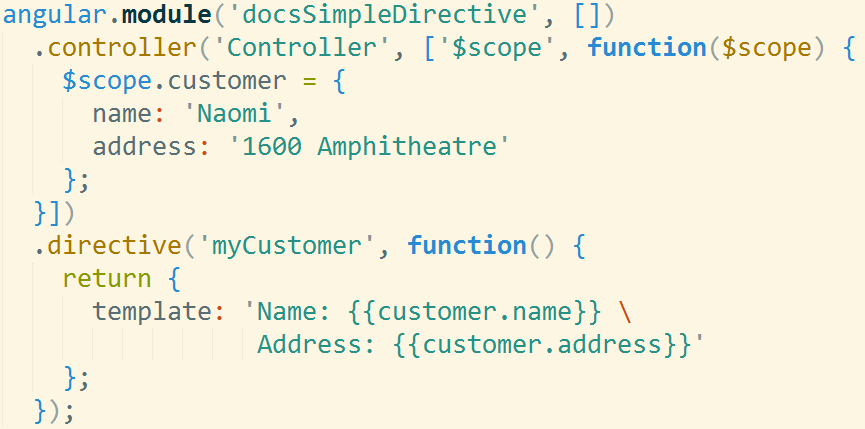 angular.module('docsSimpleDirective', [])
  .controller('Controller', ['$scope', function($scope) {
    $scope.customer = {
      name: 'Naomi',
      address: '1600 Amphitheatre'
    };
  }])
  .directive('myCustomer', function() {
    return {
      template: 'Name: {{customer.name}} \
                 Address: {{customer.address}}'
    };
  });